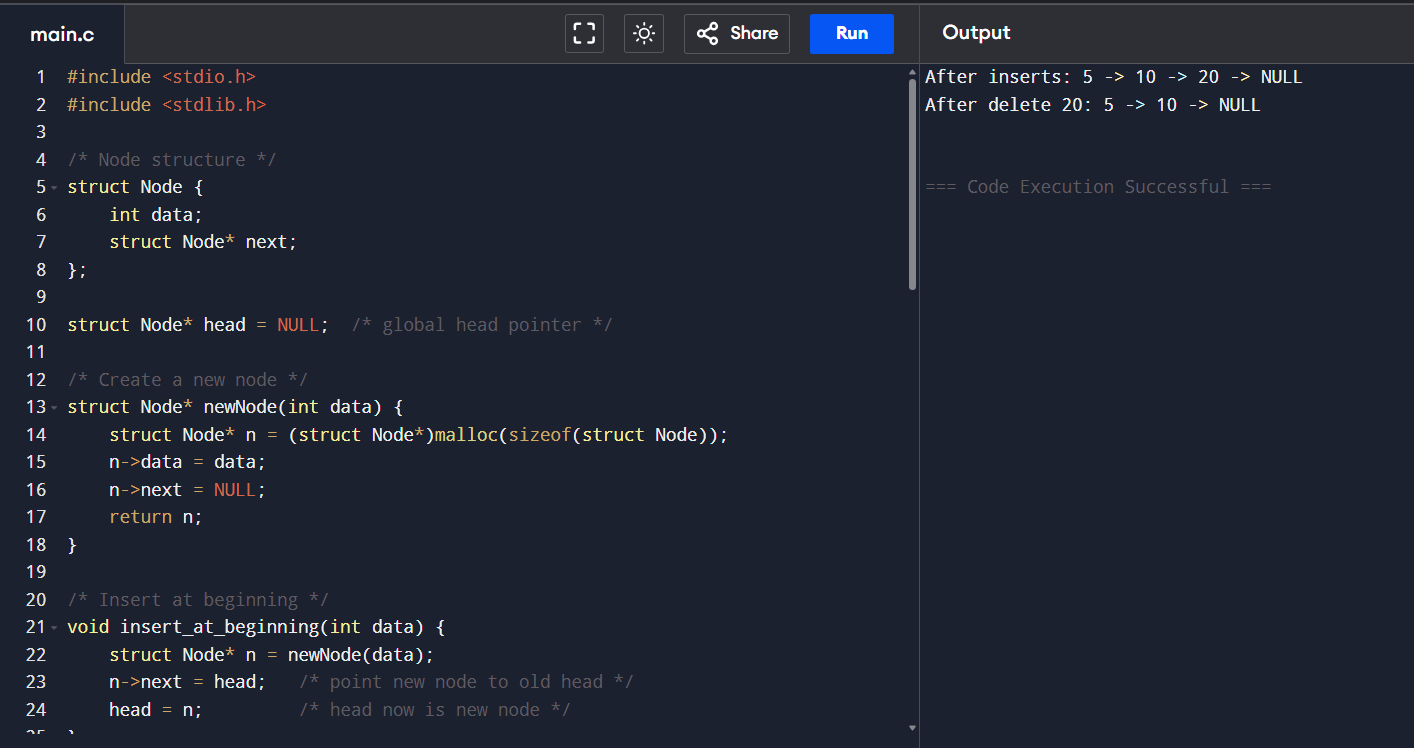 main.c
Share
Run
Output
1 #include <stdio.h>
2 #include <stdlib.h>
3
4 /* Node structure */
5 struct Node {
6     int data;
7     struct Node* next;
8 };
9
10 struct Node* head = NULL;  /* global head pointer */
11
12 /* Create a new node */
13 struct Node* newNode(int data) {
14     struct Node* n = (struct Node*)malloc(sizeof(struct Node));
15     n->data = data;
16     n->next = NULL;
17     return n;
18 }
19
20 /* Insert at beginning */
21 void insert_at_beginning(int data) {
22     struct Node* n = newNode(data);
23     n->next = head;   /* point new node to old head */
24     head = n;         /* head now is new node */
After inserts: 5 -> 10 -> 20 -> NULL
After delete 20: 5 -> 10 -> NULL
=== Code Execution Successful ===